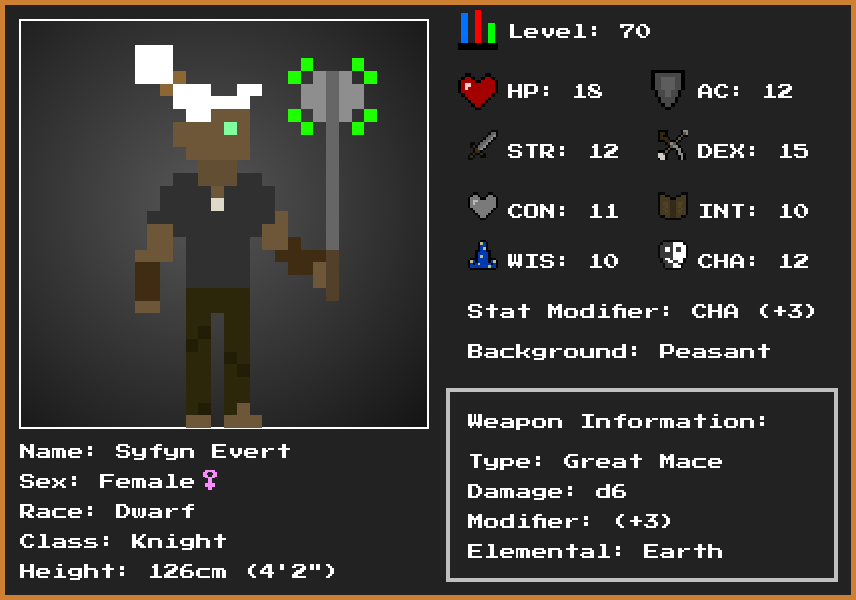 Level: 70
HP: 18
AC: 12
STR: 12
DEX: 15
CON: 11
INT: 10
WIS: 10
CHA: 12
Stat Modifier: CHA (+3)
Background: Peasant
Weapon Information:
Type: Great Mace
Damage: d6
Modifier: (+3)
Elemental: Earth
Name: Syfyn Evert
Sex: Female♀
Race: Dwarf
Class: Knight
Height: 126cm (4'2")